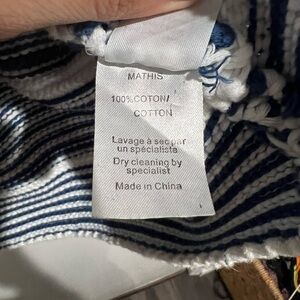 MATHIS
100%COTON/
COTTON
Lavage à sec par
un spécialiste
Dry cleaning by
specialist
Made in China